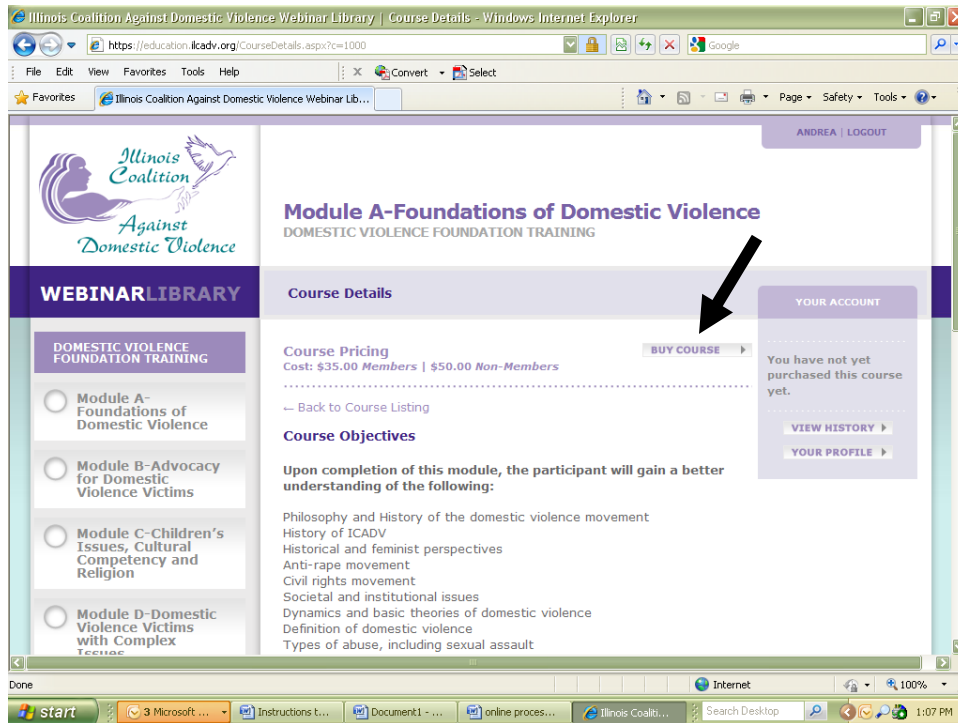 Illinois Coalition Against Domestic Violence Webinar Library | Course Details - Windows Internet Explorer
https://education.ilcadv.org/CourseDetails.aspx?c=1000
Google
File Edit View Favorites Tools Help
X Convert Select
Favorites
Illinois Coalition Against Domestic Violence Webinar Lib...
Page Safety Tools
ANDREA | LOGOUT
Illinois
Coalition
Against
Domestic Violence
Module A-Foundations of Domestic Violence
DOMESTIC VIOLENCE FOUNDATION TRAINING
WEBINARLIBRARY
Course Details
YOUR ACCOUNT
You have not yet
purchased this course
yet.
VIEW HISTORY
YOUR PROFILE
DOMESTIC VIOLENCE
FOUNDATION TRAINING
Module A-
Foundations of
Domestic Violence
Module B-Advocacy
for Domestic
Violence Victims
Module C-Children's
Issues, Cultural
Competency and
Religion
Module D-Domestic
Violence Victims
with Complex
Issues
Course Pricing
BUY COURSE
Cost: $35.00 Members | $50.00 Non-Members
← Back to Course Listing
Course Objectives
Upon completion of this module, the participant will gain a better
understanding of the following:
Philosophy and History of the domestic violence movement
History of ICADV
Historical and feminist perspectives
Anti-rape movement
Civil rights movement
Societal and institutional issues
Dynamics and basic theories of domestic violence
Definition of domestic violence
Types of abuse, including sexual assault
Done
Internet
100%
start
3 Microsoft ...
Instructions t...
Document1 - ...
online proces...
Illinois Coaliti...
Search Desktop
1:07 PM